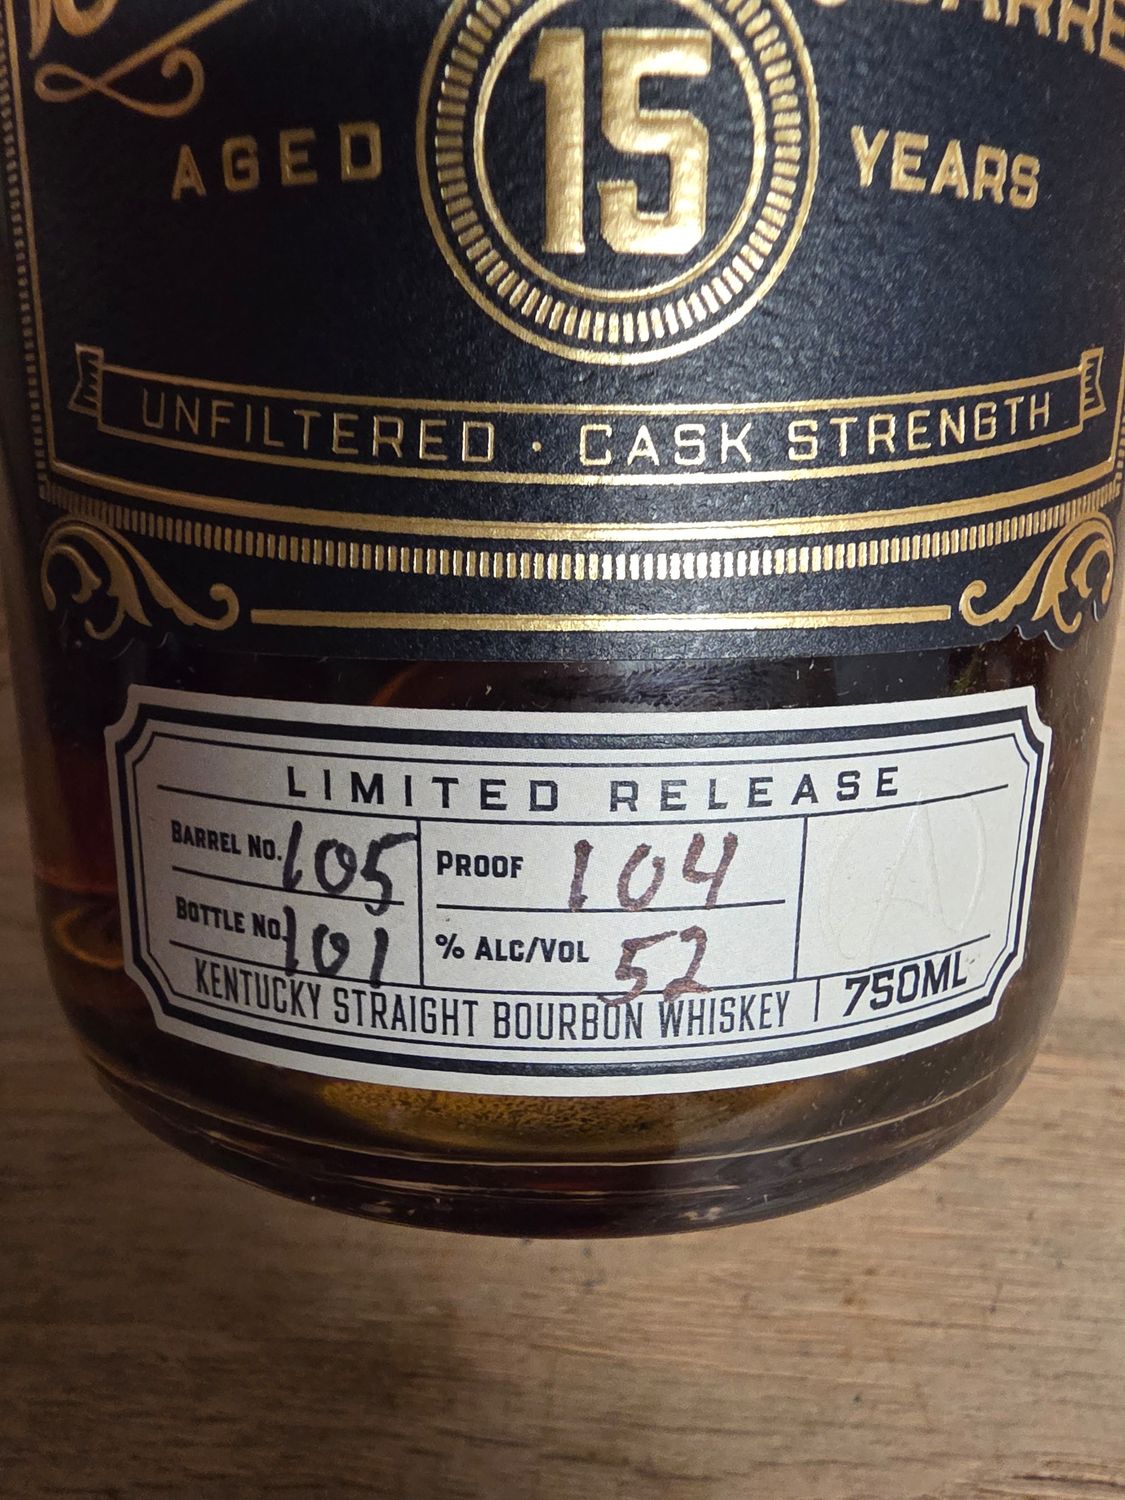 AGED 15 YEARS
UNFILTERED · CASK STRENGTH
LIMITED RELEASE
BARREL NO. 105
PROOF 104
BOTTLE NO. 101
% ALC/VOL 52
KENTUCKY STRAIGHT BOURBON WHISKEY | 750ML